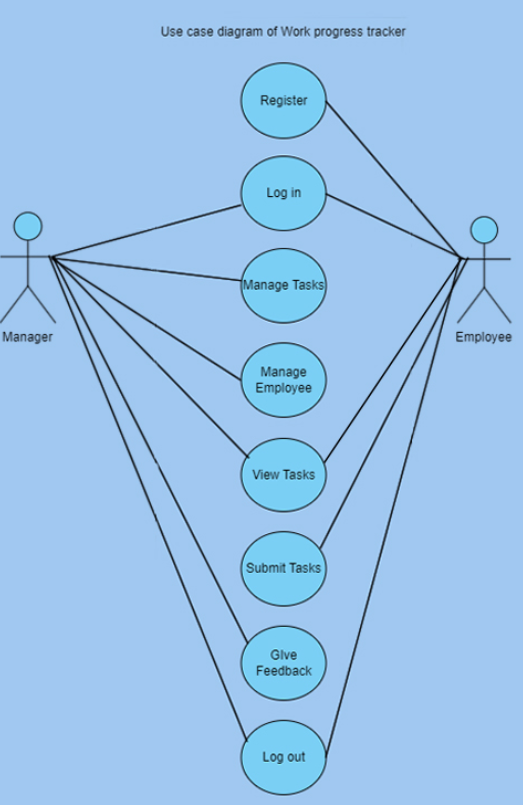 Use case diagram of Work progress tracker
Register
Log in
Manage Tasks
Manager
Employee
Manage
Employee
View Tasks
Submit Tasks
GIve
Feedback
Log out